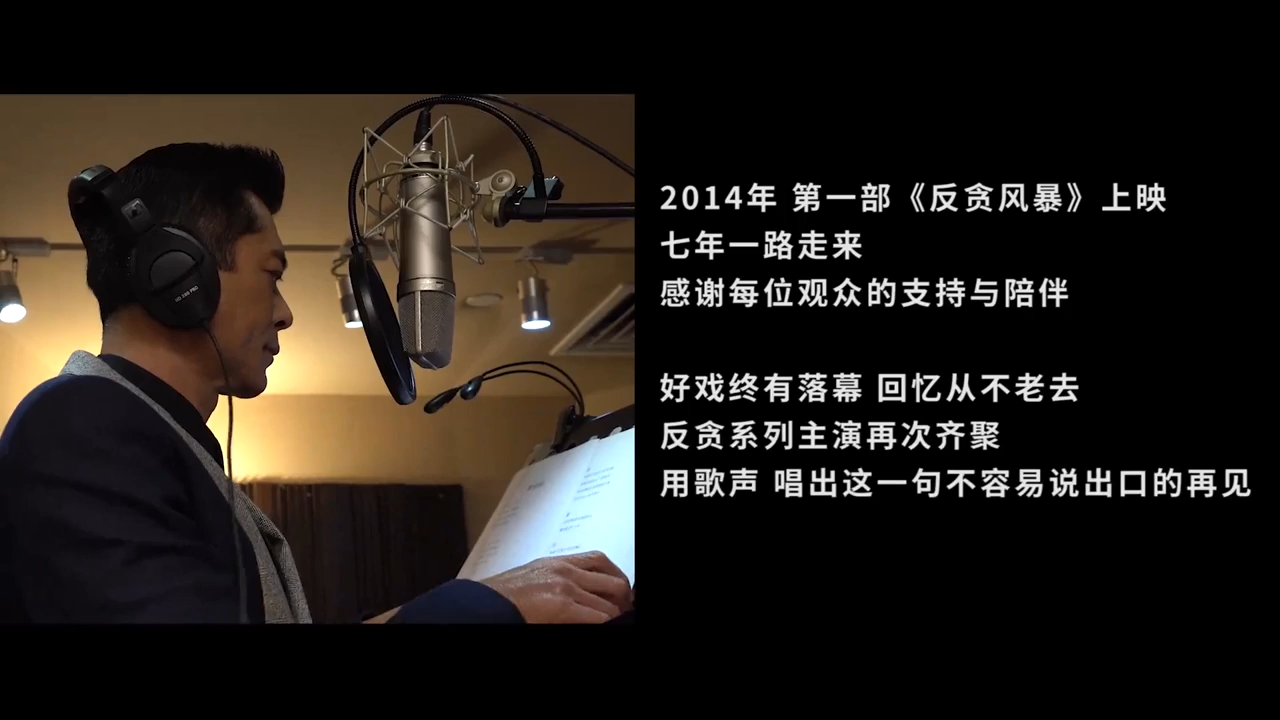 2014年 第一部《反贪风暴》上映
七年一路走来
感谢每位观众的支持与陪伴
好戏终有落幕 回忆从不老去
反贪系列主演再次齐聚
用歌声 唱出这一句不容易说出口的再见